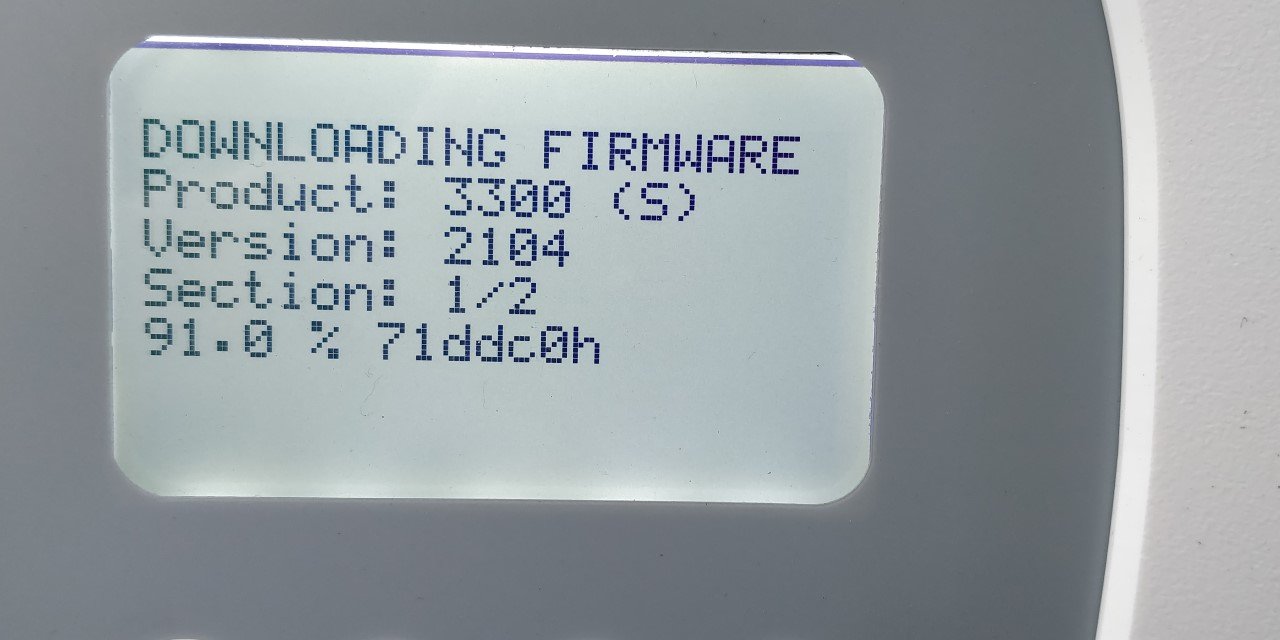 DOWNLOADING FIRMWARE
Product: 3300 (S)
Version: 2104
Section: 1/2
91.0 % 71ddc0h